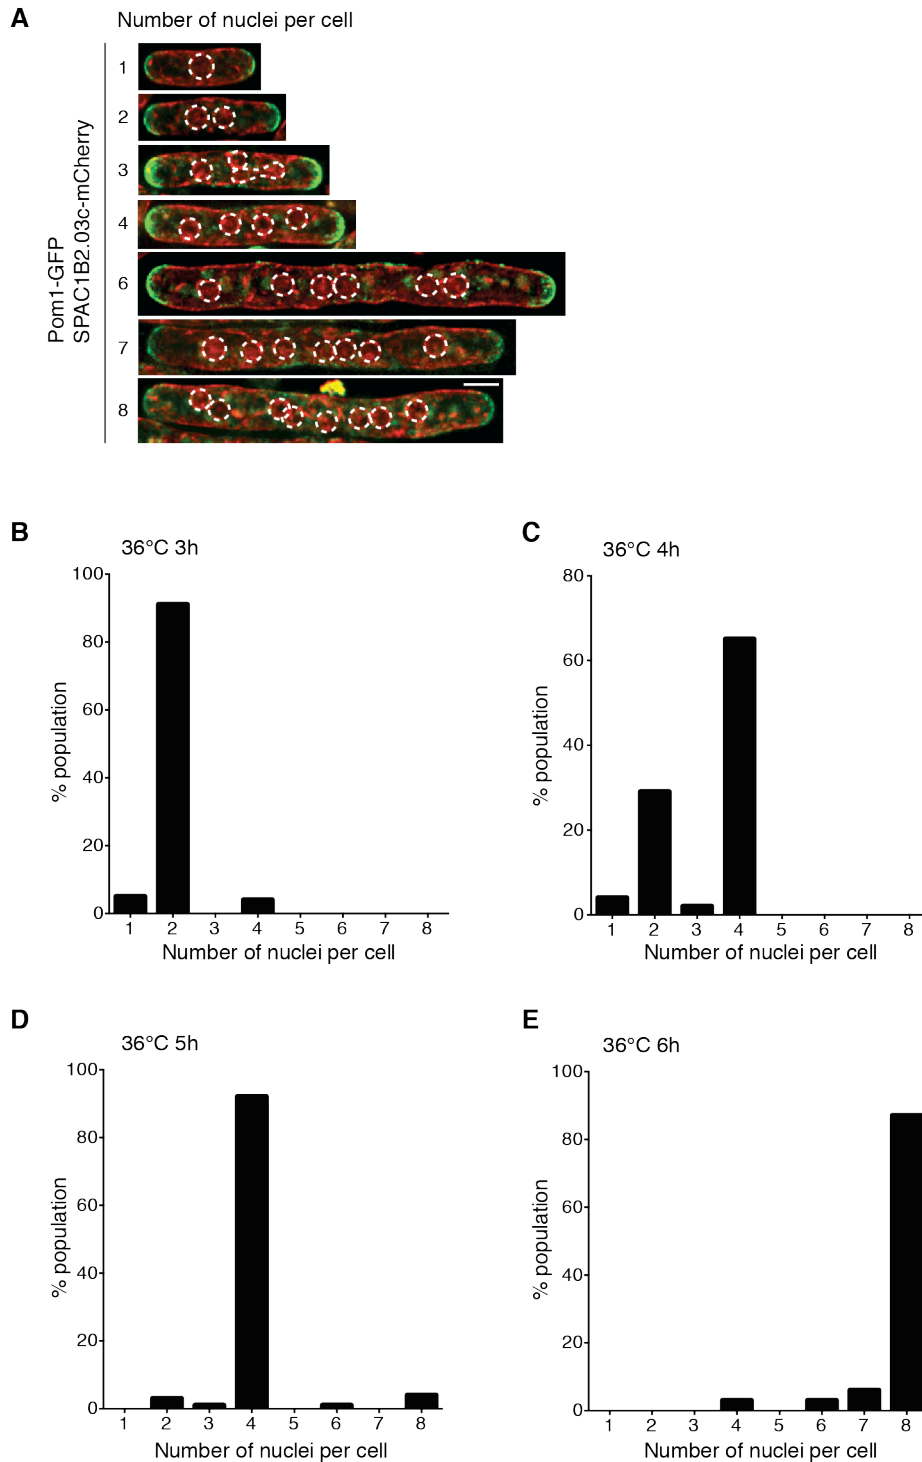 A
Number of nuclei per cell
Pom1-GFP
SPAC1B2.03c-mCherry
1
2
3
4
6
7
8
B
36°C 3h
% population
100
80
60
40
20
0
1 2 3 4 5 6 7 8
Number of nuclei per cell
C
36°C 4h
% population
80
60
40
20
0
1 2 3 4 5 6 7 8
Number of nuclei per cell
D
36°C 5h
% population
100
80
60
40
20
0
1 2 3 4 5 6 7 8
Number of nuclei per cell
E
36°C 6h
% population
100
80
60
40
20
0
1 2 3 4 5 6 7 8
Number of nuclei per cell